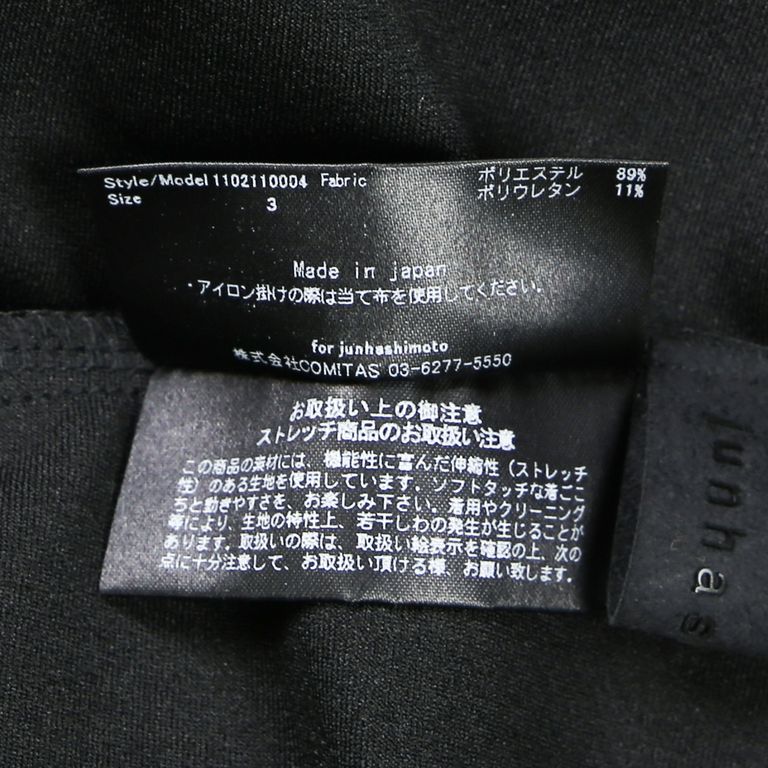 Style/Model 1102110004 Fabric ポリエステル 89%
ポリウレタン 11%
Size 3
Made in japan
・アイロン掛けの際は当て布を使用してください。
for junhashimoto
株式会社COMITAS 03-6277-5550
お取扱い上の御注意
ストレッチ商品のお取扱い注意
この商品の素材には、機能性に富んだ伸縮性（ストレッチ
性）のある生地を使用しています。ソフトタッチな着ここ
ちと動きやすさを、お楽しみ下さい。着用やクリーニング
等により、生地の特性上、若干しわの発生が生じることが
あります。取扱いの際は、取扱い絵表示を確認の上、次の
点に十分注意して、お取扱い頂ける様、お願い致します。
junhas